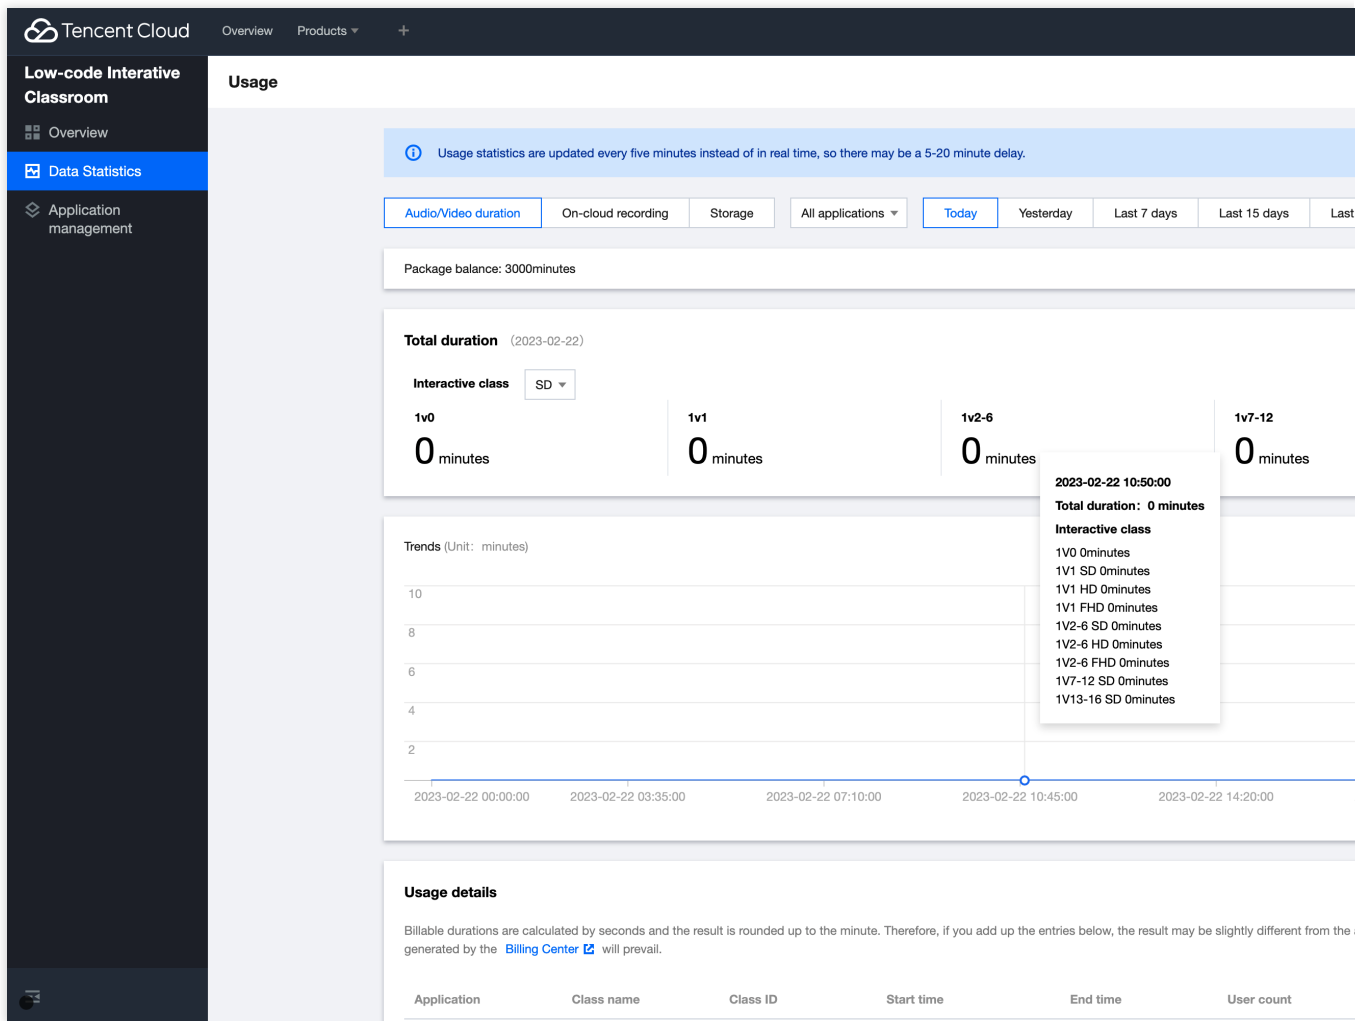 Tencent Cloud
Overview
Products
Low-code Interative
Classroom
Overview
Data Statistics
Application
management
Usage
Usage statistics are updated every five minutes instead of in real time, so there may be a 5-20 minute delay.
Audio/Video duration
On-cloud recording
Storage
All applications
Today
Yesterday
Last 7 days
Last 15 days
Last
Package balance: 3000minutes
Total duration (2023-02-22)
Interactive class
SD
1v0
0 minutes
1v1
0 minutes
1v2-6
0 minutes
1v7-12
0 minutes
2023-02-22 10:50:00
Total duration: 0 minutes
Interactive class
1V0 0minutes
1V1 SD 0minutes
1V1 HD 0minutes
1V1 FHD 0minutes
1V2-6 SD 0minutes
1V2-6 HD 0minutes
1V2-6 FHD 0minutes
1V7-12 SD 0minutes
1V13-16 SD 0minutes
Trends (Unit: minutes)
10
8
6
4
2
2023-02-22 00:00:00
2023-02-22 03:35:00
2023-02-22 07:10:00
2023-02-22 10:45:00
2023-02-22 14:20:00
Usage details
Billable durations are calculated by seconds and the result is rounded up to the minute. Therefore, if you add up the entries below, the result may be slightly different from the
generated by the Billing Center will prevail.
Application
Class name
Class ID
Start time
End time
User count